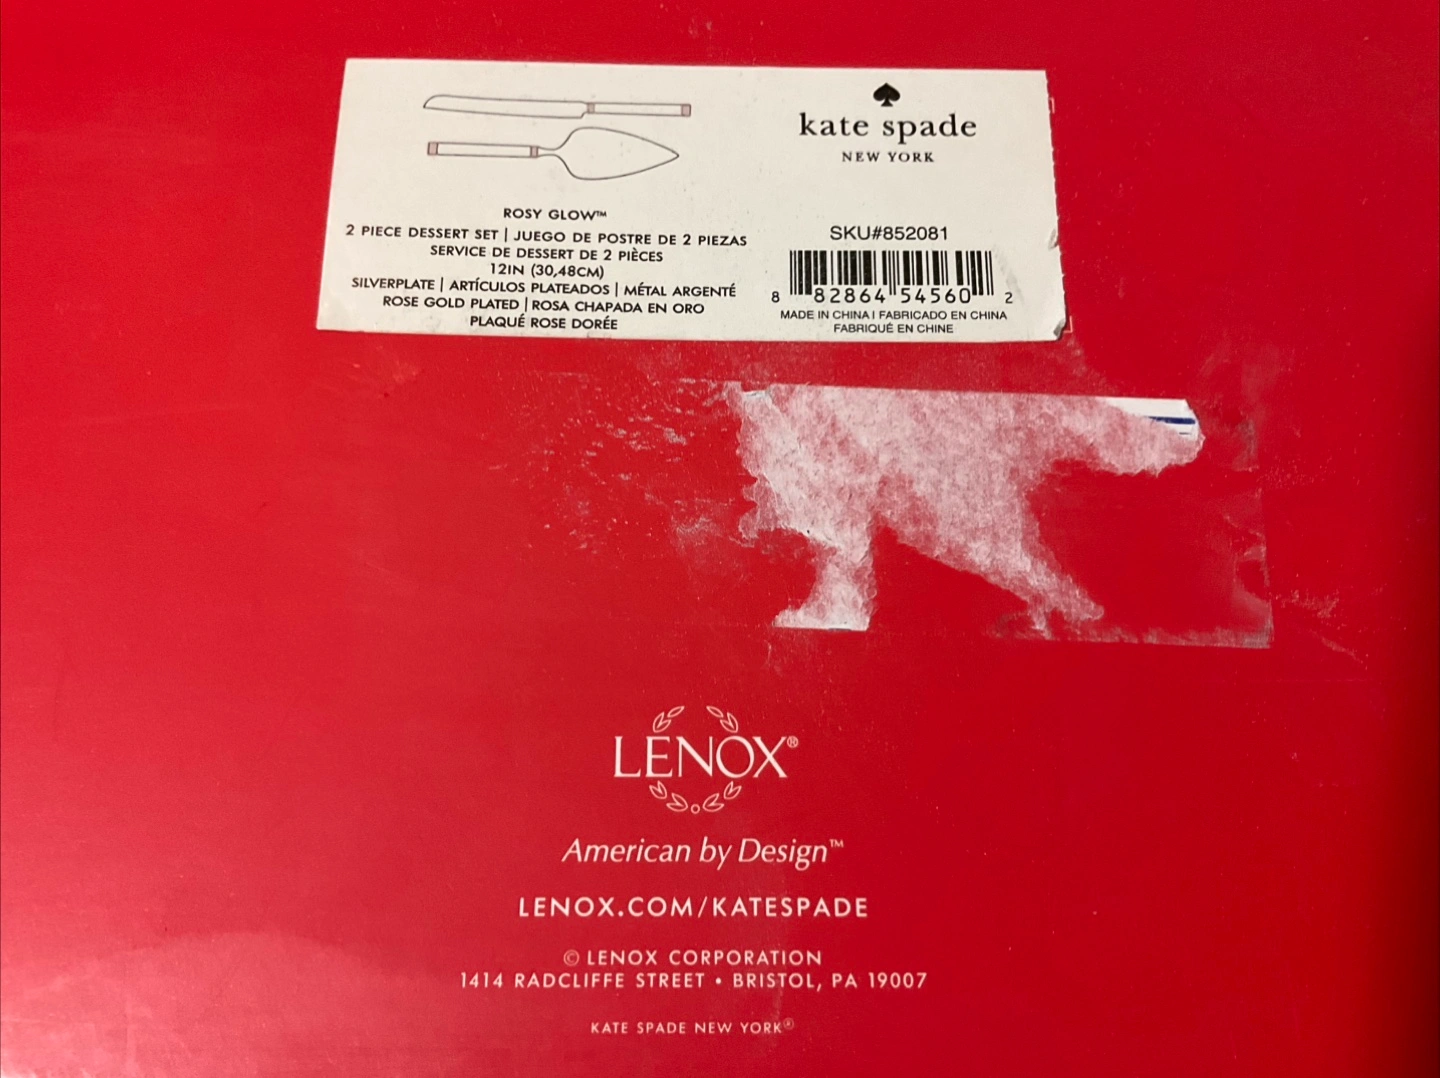 ROSY GLOW™
2 PIECE DESSERT SET | JUEGO DE POSTRE DE 2 PIEZAS
SERVICE DE DESSERT DE 2 PIÈCES
12IN (30,48CM)
SILVERPLATE | ARTÍCULOS PLATEADOS | MÉTAL ARGENTÉ
ROSE GOLD PLATED | ROSA CHAPADA EN ORO
PLAQUÉ ROSE DORÉE
kate spade
NEW YORK
SKU#852081
8 82864 54560 2
MADE IN CHINA I FABRICADO EN CHINA
FABRIQUÉ EN CHINE
LENOX®
American by Design™
LENOX.COM/KATESPADE
© LENOX CORPORATION
1414 RADCLIFFE STREET • BRISTOL, PA 19007
KATE SPADE NEW YORK®